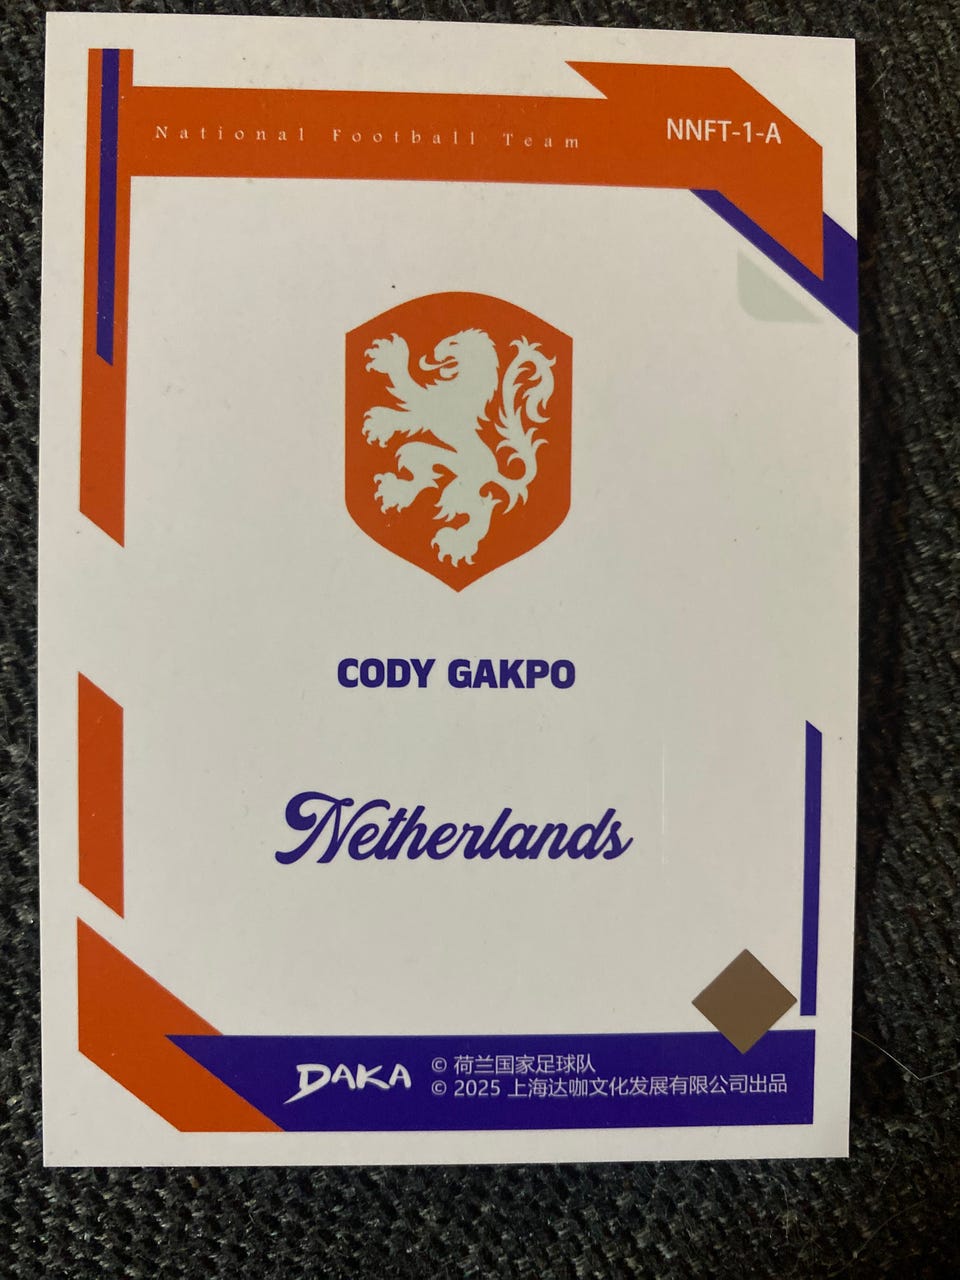 National Football Team
NNFT-1-A
CODY GAKPO
Netherlands
DAKA
© 荷兰国家足球队
© 2025 上海达咖文化发展有限公司出品